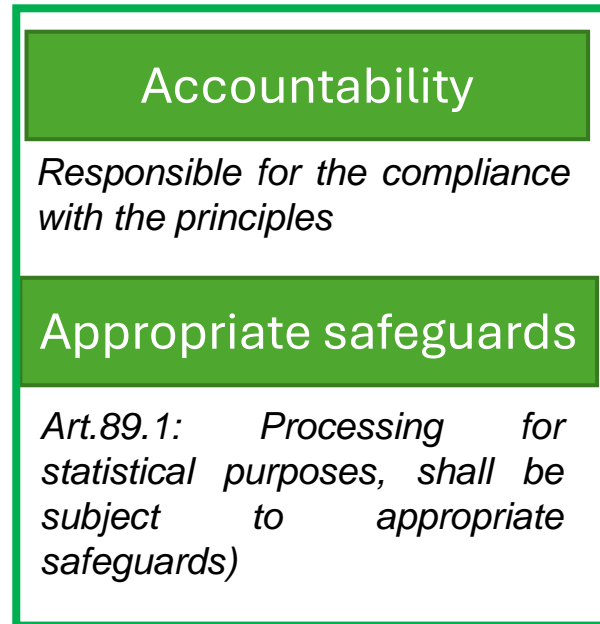 Accountability
Responsible for the compliance
with the principles
Appropriate safeguards
Art.89.1: Processing for
statistical purposes, shall be
subject to appropriate
safeguards)